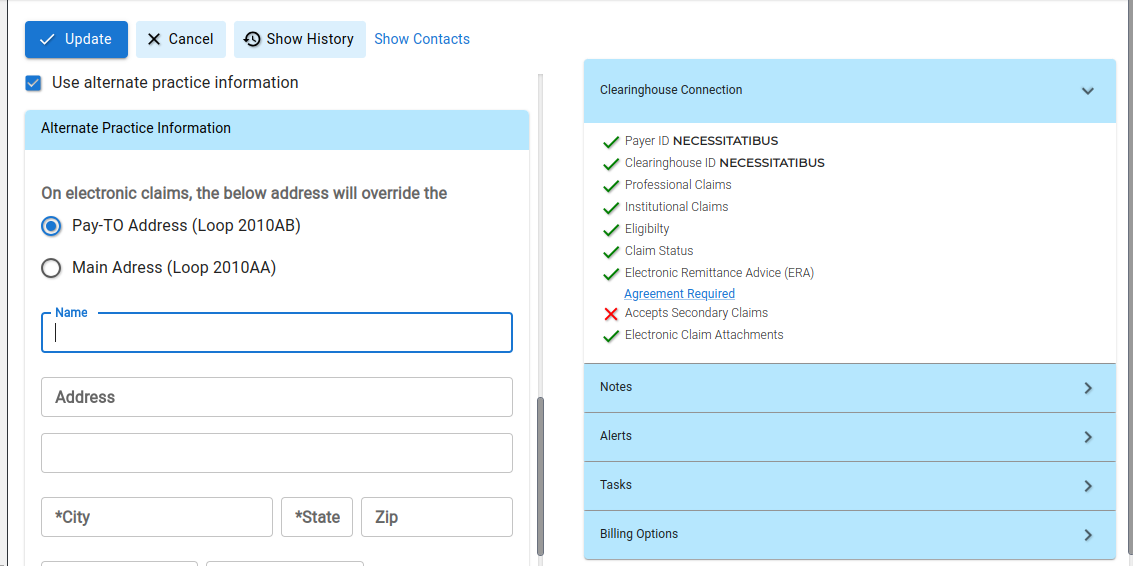 Update Cancel Show History Show Contacts
Use alternate practice information
Alternate Practice Information
On electronic claims, the below address will override the
Pay-TO Address (Loop 2010AB)
Main Adress (Loop 2010AA)
Name
Address
*City *State Zip
Clearinghouse Connection
Payer ID NECESSITATIBUS
Clearinghouse ID NECESSITATIBUS
Professional Claims
Institutional Claims
Eligibilty
Claim Status
Electronic Remittance Advice (ERA)
Agreement Required
Accepts Secondary Claims
Electronic Claim Attachments
Notes
Alerts
Tasks
Billing Options